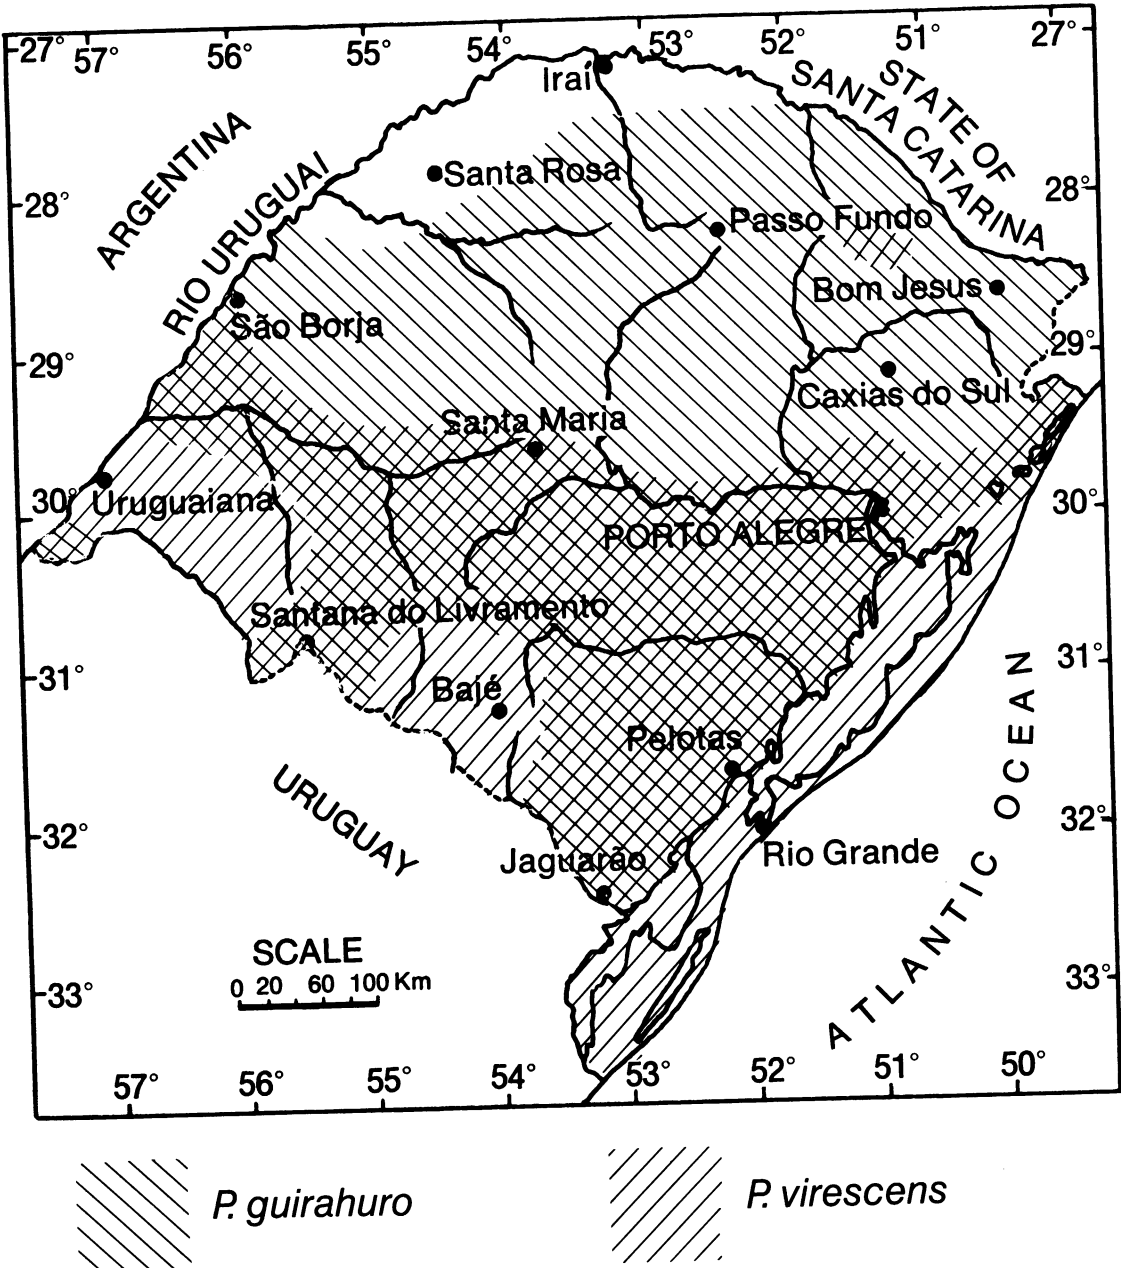 27°
57°
56°
55°
54°
53°
52°
51°
27°
Iraí
STATE OF
SANTA CATARINA
ARGENTINA
RIO URUGUAI
Santa Rosa
28°
28°
Passo Fundo
Bom Jesus
São Borja
29°
29°
Caxias do Sul
Santa Maria
30°
Uruguaiana
30°
PORTO ALEGRE
Santana do Livramento
31°
31°
Bajé
Pelotas
ATLANTIC OCEAN
URUGUAY
32°
32°
Jaguarão
Rio Grande
SCALE
0 20 60 100 Km
33°
33°
57°
56°
55°
54°
53°
52°
51°
50°
P. guirahuro
P. virescens